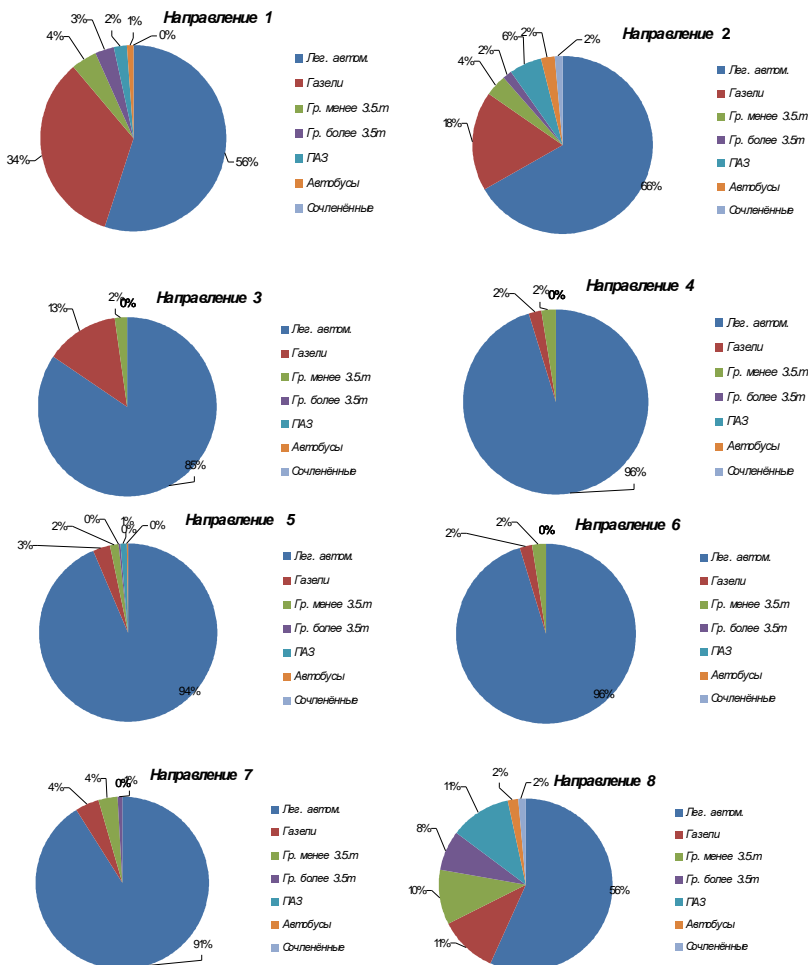 Направление 1
3%
2%
1%
0%
4%
34%
56%
Лег. автом.
Газели
Гр. менее 3.5.т
Гр. более 3.5т
ПАЗ
Автобусы
Сочленённые
Направление 2
6%
2%
2%
2%
4%
18%
66%
Лег. автом.
Газели
Гр. менее 3.5.т
Гр. более 3.5т
ПАЗ
Автобусы
Сочленённые
Направление 3
2%
0%
13%
85%
Лег. автом.
Газели
Гр. менее 3.5.т
Гр. более 3.5т
ПАЗ
Автобусы
Сочленённые
Направление 4
2%
2%
0%
96%
Лег. автом.
Газели
Гр. менее 3.5.т
Гр. более 3.5т
ПАЗ
Автобусы
Сочленённые
Направление 5
0%
1%
0%
0%
2%
3%
94%
Лег. автом.
Газели
Гр. менее 3.5.т
Гр. более 3.5т
ПАЗ
Автобусы
Сочленённые
Направление 6
2%
2%
0%
96%
Лег. автом.
Газели
Гр. менее 3.5.т
Гр. более 3.5т
ПАЗ
Автобусы
Сочленённые
Направление 7
4%
4%
0%
91%
Лег. автом.
Газели
Гр. менее 3.5.т
Гр. более 3.5т
ПАЗ
Автобусы
Сочленённые
Направление 8
11%
2%
2%
8%
10%
11%
56%
Лег. автом.
Газели
Гр. менее 3.5.т
Гр. более 3.5т
ПАЗ
Автобусы
Сочленённые